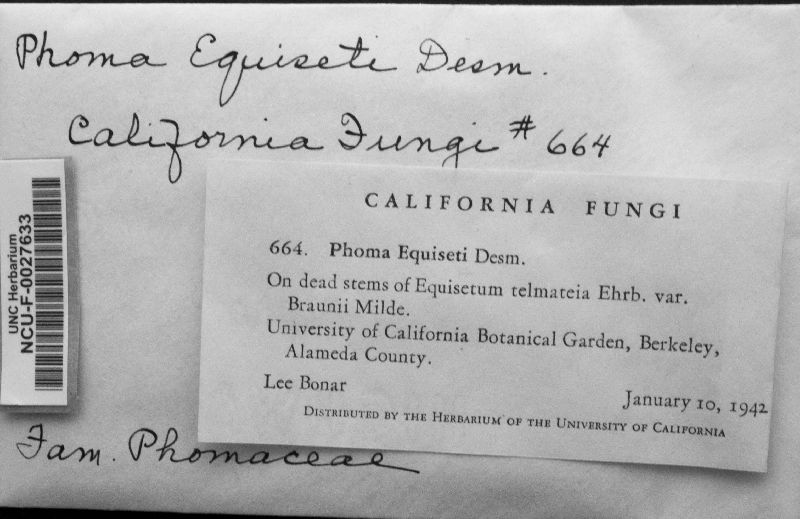 Phoma Equiseti Desm.
California Fungi # 664
UNC Herbarium
NCU-F-0027633
CALIFORNIA FUNGI
664. Phoma Equiseti Desm.
On dead stems of Equisetum telmateia Ehrb. var.
Braunii Milde.
University of California Botanical Garden, Berkeley,
Alameda County.
Lee Bonar January 10, 1942
DISTRIBUTED BY THE HERBARIUM OF THE UNIVERSITY OF CALIFORNIA
Fam. Phomaceae